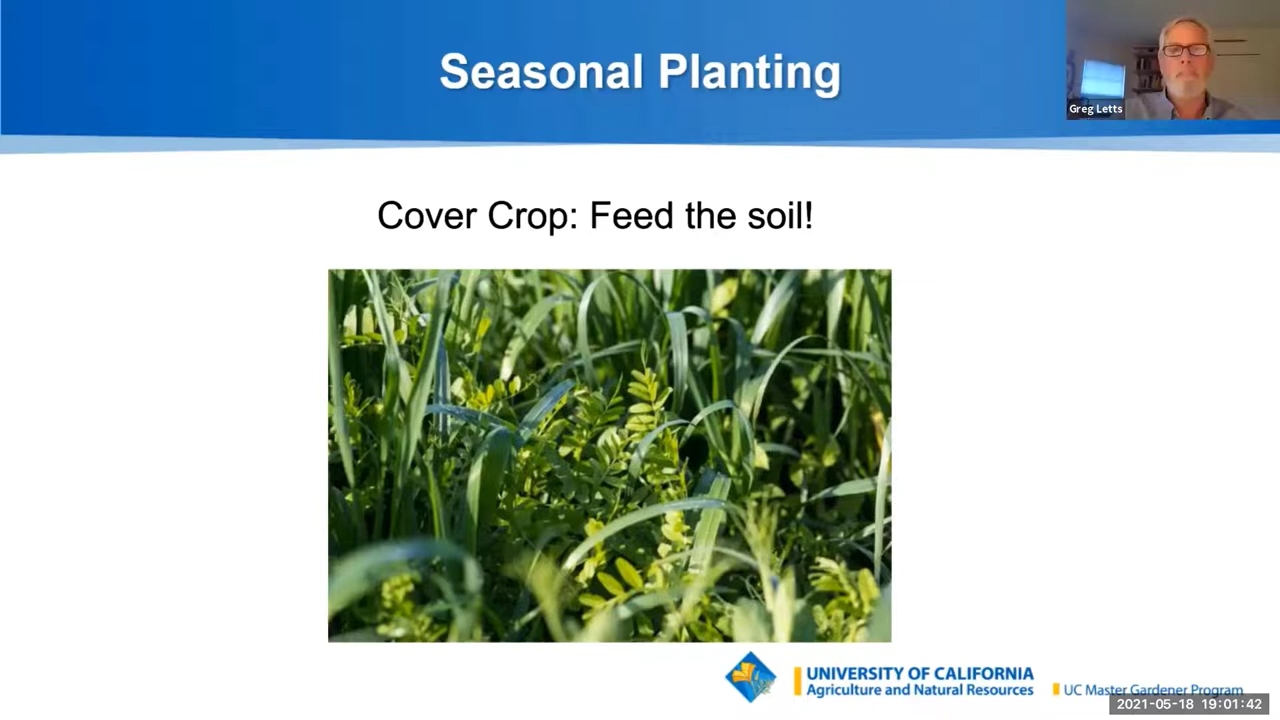 Seasonal Planting
Greg Letts
Cover Crop: Feed the soil!
UNIVERSITY OF CALIFORNIA
Agriculture and Natural Resources
UC Master Gardener Program
2021-05-18 19:01:42